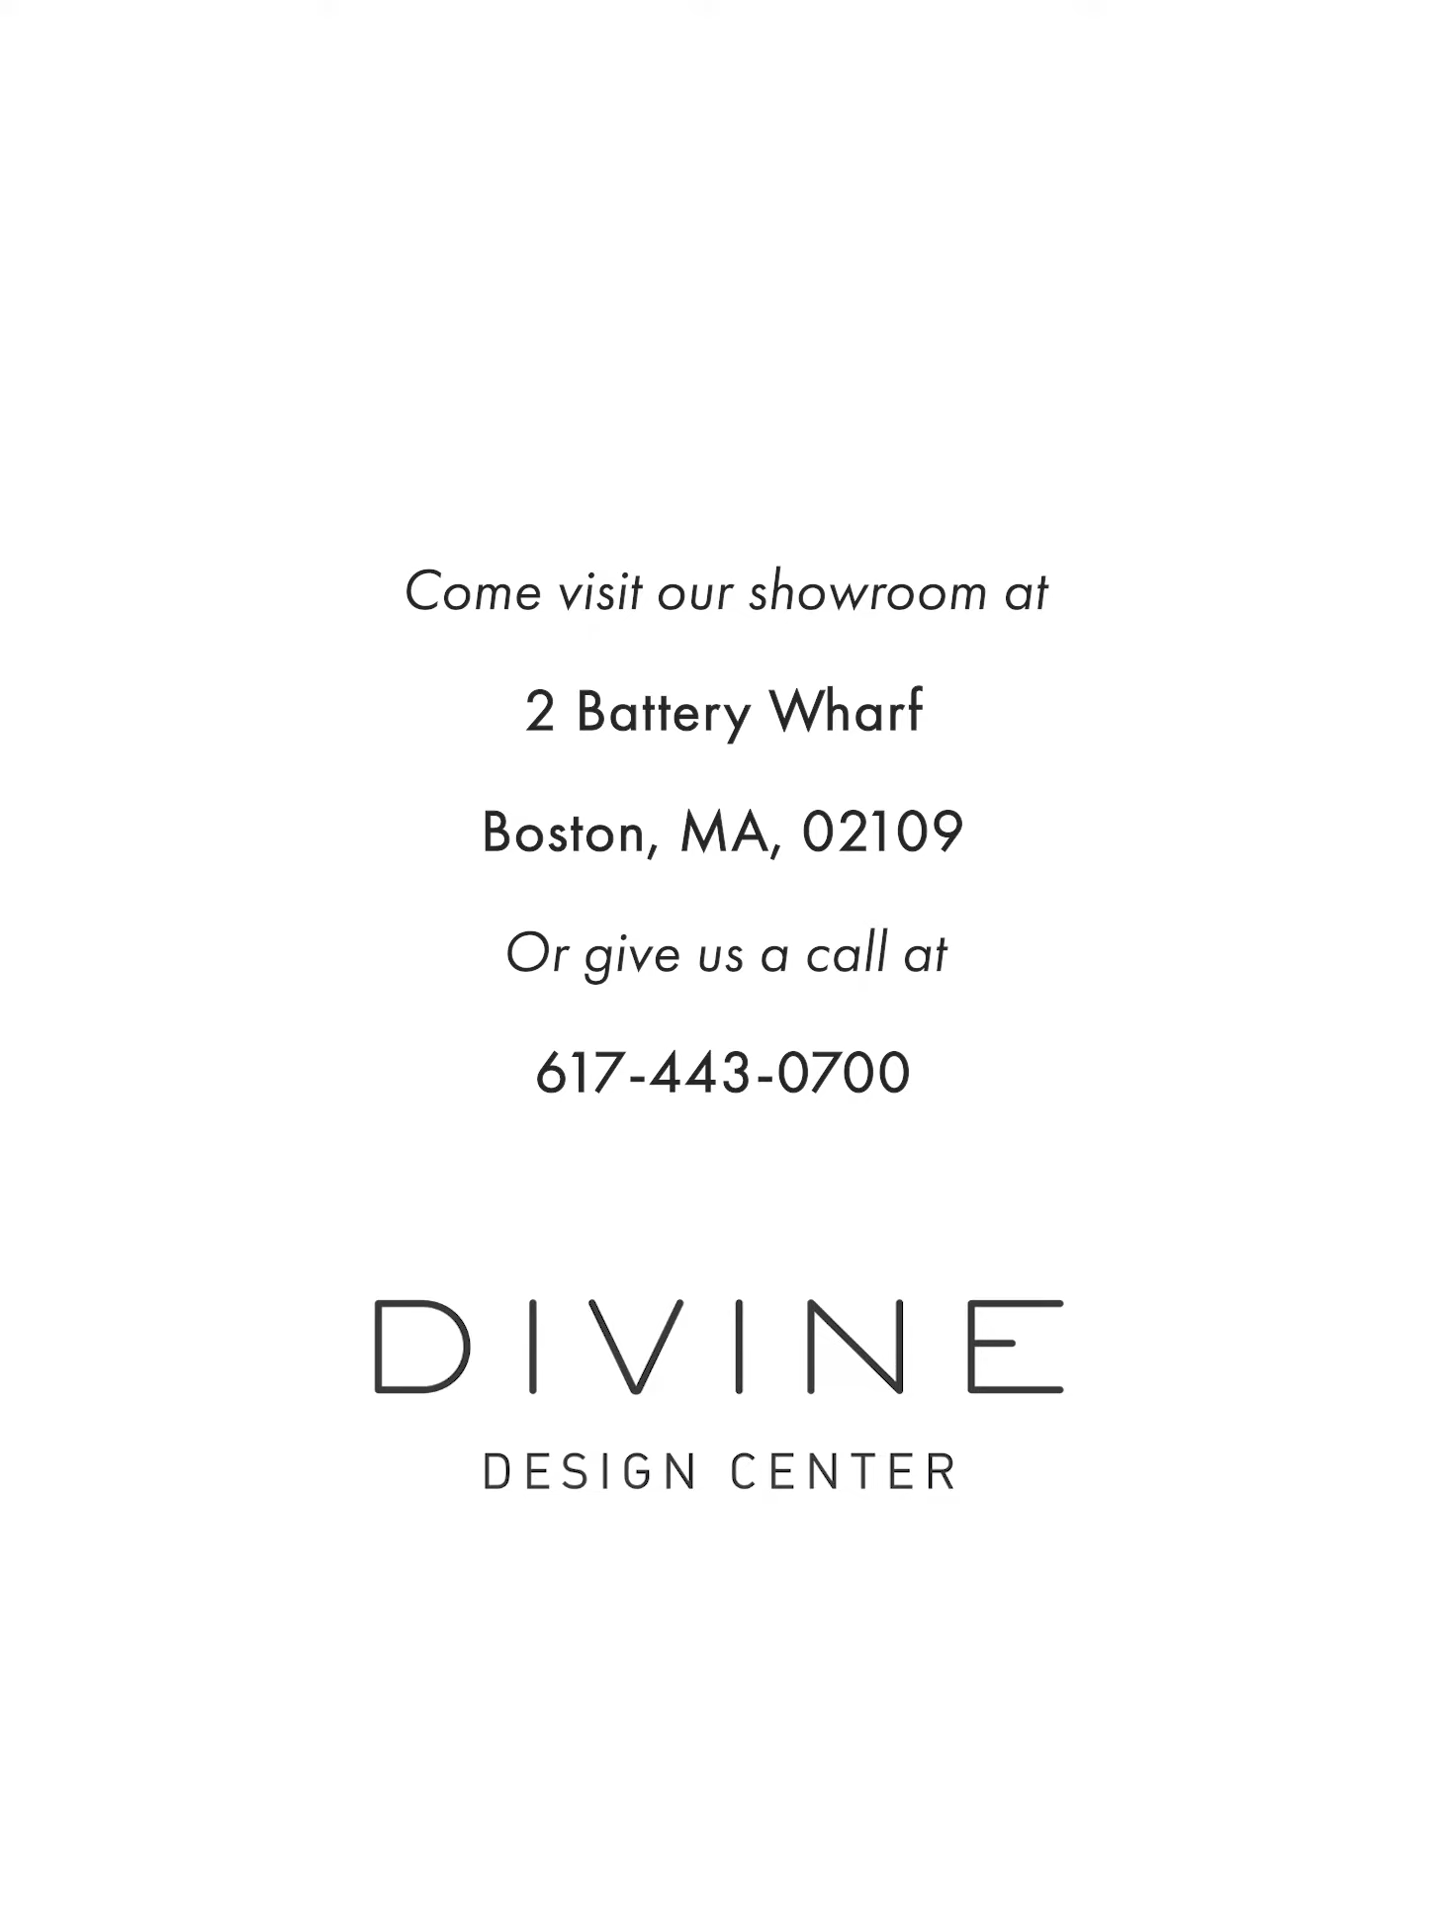 Come visit our showroom at
2 Battery Wharf
Boston, MA, 02109
Or give us a call at
617-443-0700
DIVINE
DESIGN CENTER